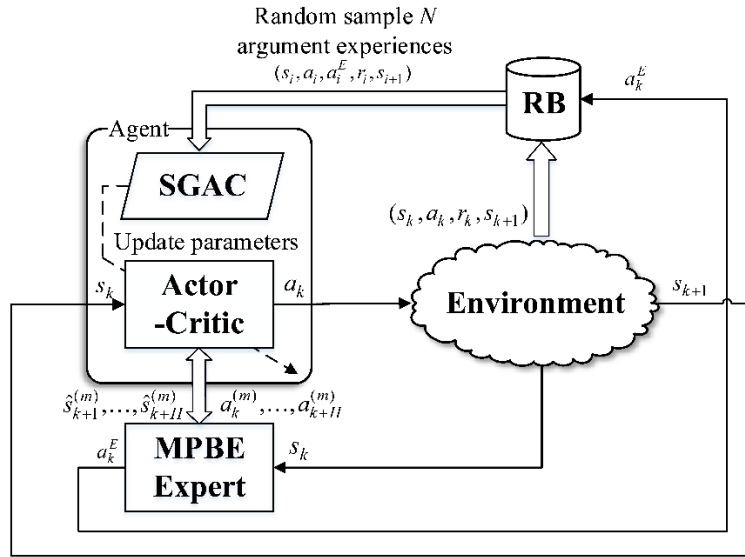 Random sample N
argument experiences
(s_i, a_i, a_i^E, r_i, s_{i+1})
RB
a_k^E
Agent
SGAC
(s_k, a_k, r_k, s_{k+1})
Update parameters
s_k
Actor
-Critic
a_k
Environment
s_{k+1}
ŝ_{k+1}^{(m)},...,ŝ_{k+H}^{(m)}
a_k^{(m)},...,a_{k+H}^{(m)}
a_k^E
MPBE
Expert
s_k